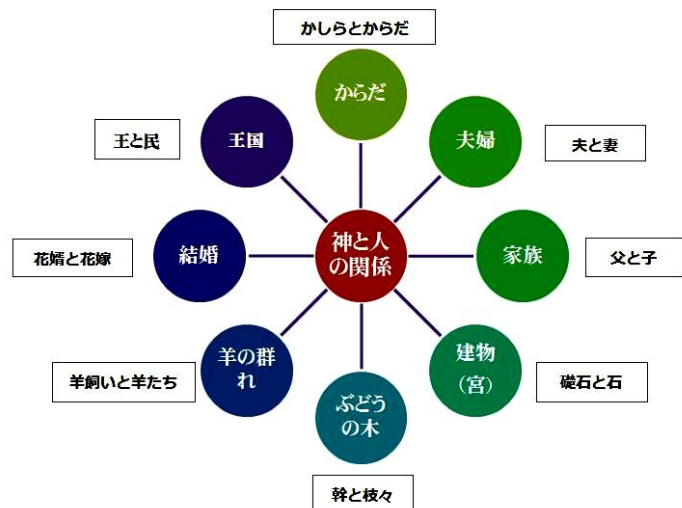 かしらとからだ
からだ
王と民
王国
夫婦
夫と妻
花婿と花嫁
結婚
神と人
の関係
家族
父と子
羊飼いと羊たち
羊の群
れ
建物
（宮）
礎石と石
ぶどう
の木
幹と枝々